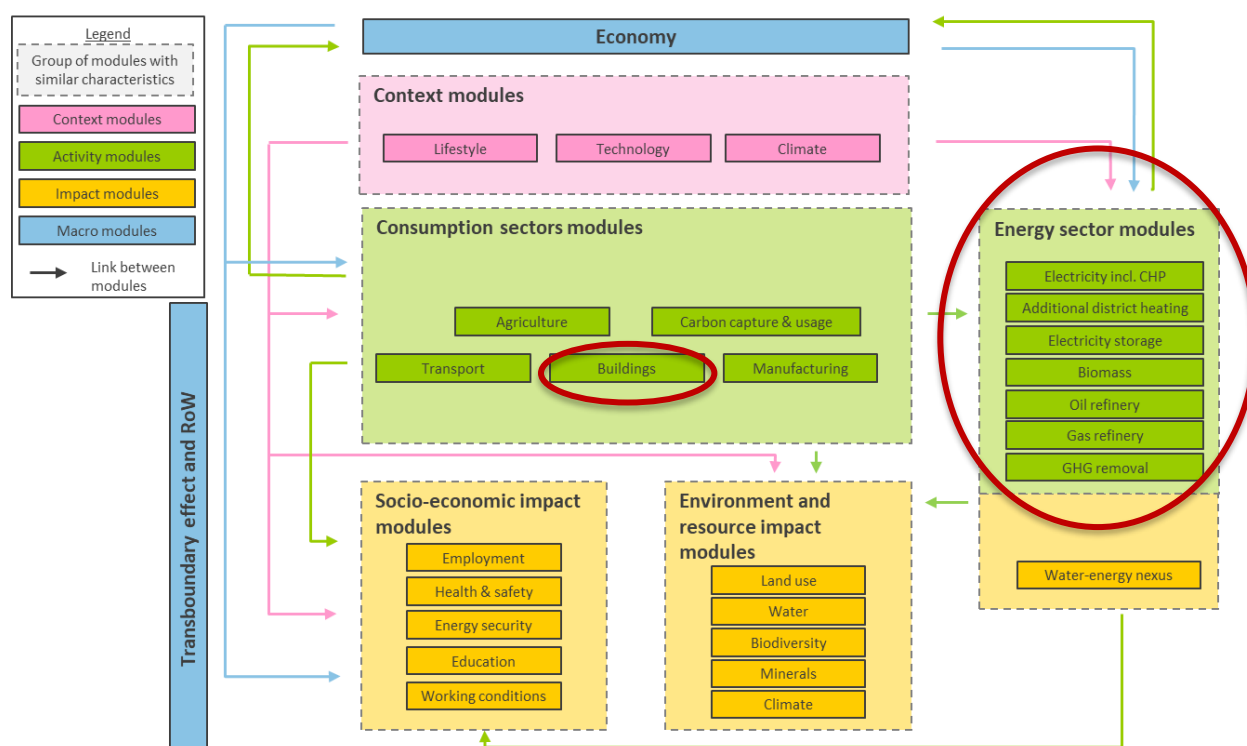 Legend
Group of modules with
similar characteristics
Context modules
Activity modules
Impact modules
Macro modules
Link between
modules
Transboundary effect and RoW
Economy
Context modules
Lifestyle
Technology
Climate
Consumption sectors modules
Agriculture
Carbon capture & usage
Transport
Buildings
Manufacturing
Energy sector modules
Electricity incl. CHP
Additional district heating
Electricity storage
Biomass
Oil refinery
Gas refinery
GHG removal
Water-energy nexus
Socio-economic impact
modules
Employment
Health & safety
Energy security
Education
Working conditions
Environment and
resource impact
modules
Land use
Water
Biodiversity
Minerals
Climate